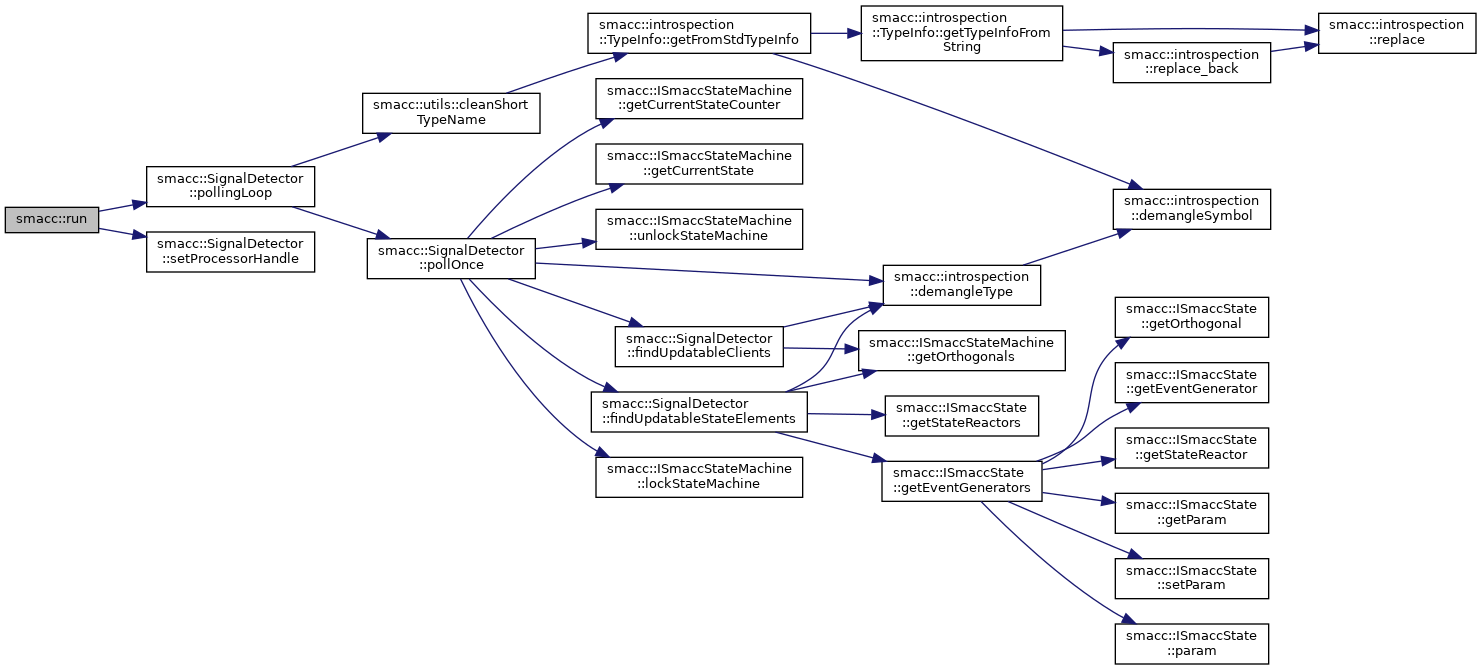 smacc::run
smacc::SignalDetector
::pollingLoop
smacc::SignalDetector
::setProcessorHandle
smacc::utils::cleanShort
TypeName
smacc::SignalDetector
::pollOnce
smacc::introspection
::TypeInfo::getFromStdTypeInfo
smacc::ISmaccStateMachine
::getCurrentStateCounter
smacc::ISmaccStateMachine
::getCurrentState
smacc::ISmaccStateMachine
::unlockStateMachine
smacc::SignalDetector
::findUpdatableClients
smacc::SignalDetector
::findUpdatableStateElements
smacc::ISmaccStateMachine
::lockStateMachine
smacc::introspection
::TypeInfo::getTypeInfoFrom
String
smacc::introspection
::demangleType
smacc::ISmaccStateMachine
::getOrthogonals
smacc::ISmaccState
::getStateReactors
smacc::ISmaccState
::getEventGenerators
smacc::introspection
::replace_back
smacc::introspection
::demangleSymbol
smacc::ISmaccState
::getOrthogonal
smacc::ISmaccState
::getEventGenerator
smacc::ISmaccState
::getStateReactor
smacc::ISmaccState
::getParam
smacc::ISmaccState
::setParam
smacc::ISmaccState
::param
smacc::introspection
::replace